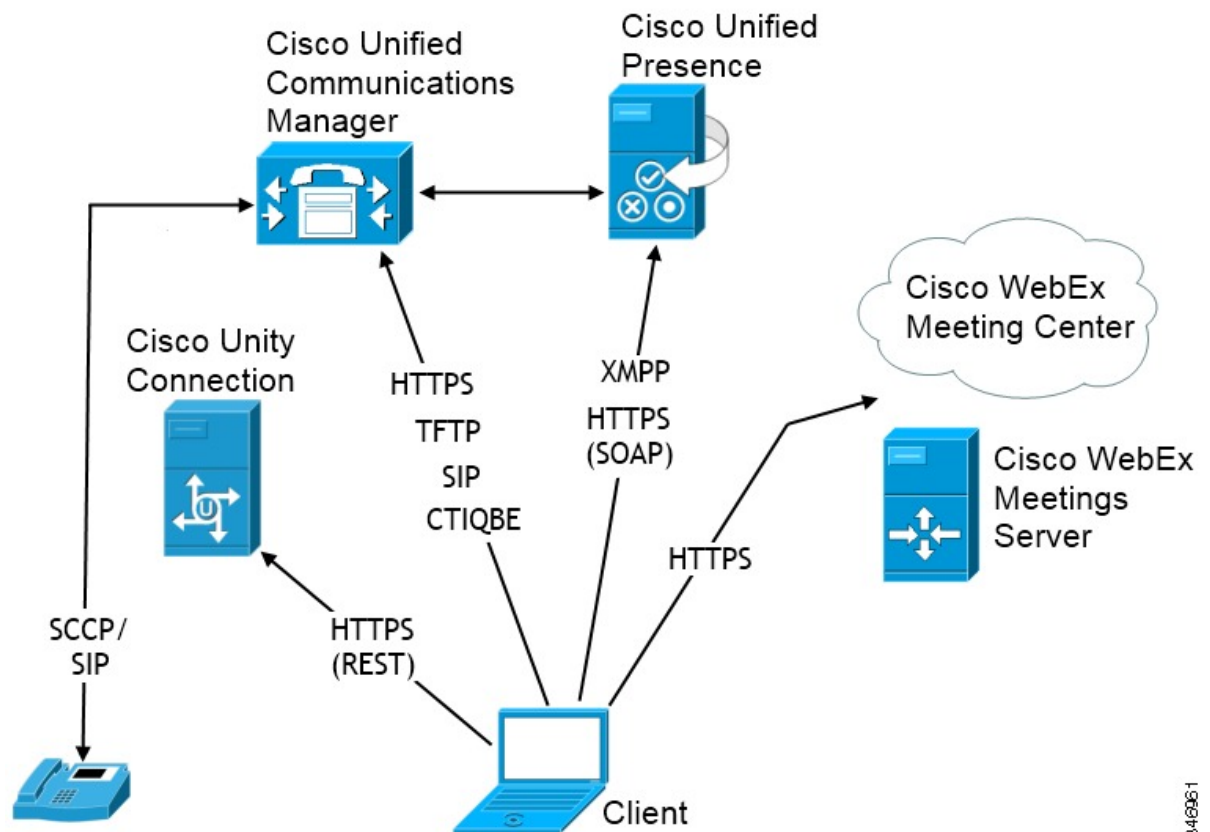 Cisco Unified
Communications
Manager
Cisco Unified
Presence
Cisco WebEx
Meeting Center
Cisco Unity
Connection
HTTPS
TFTP
SIP
CTIQBE
XMPP
HTTPS
(SOAP)
Cisco WebEx
Meetings
Server
HTTPS
SCCP/
SIP
HTTPS
(REST)
U
Client
346961